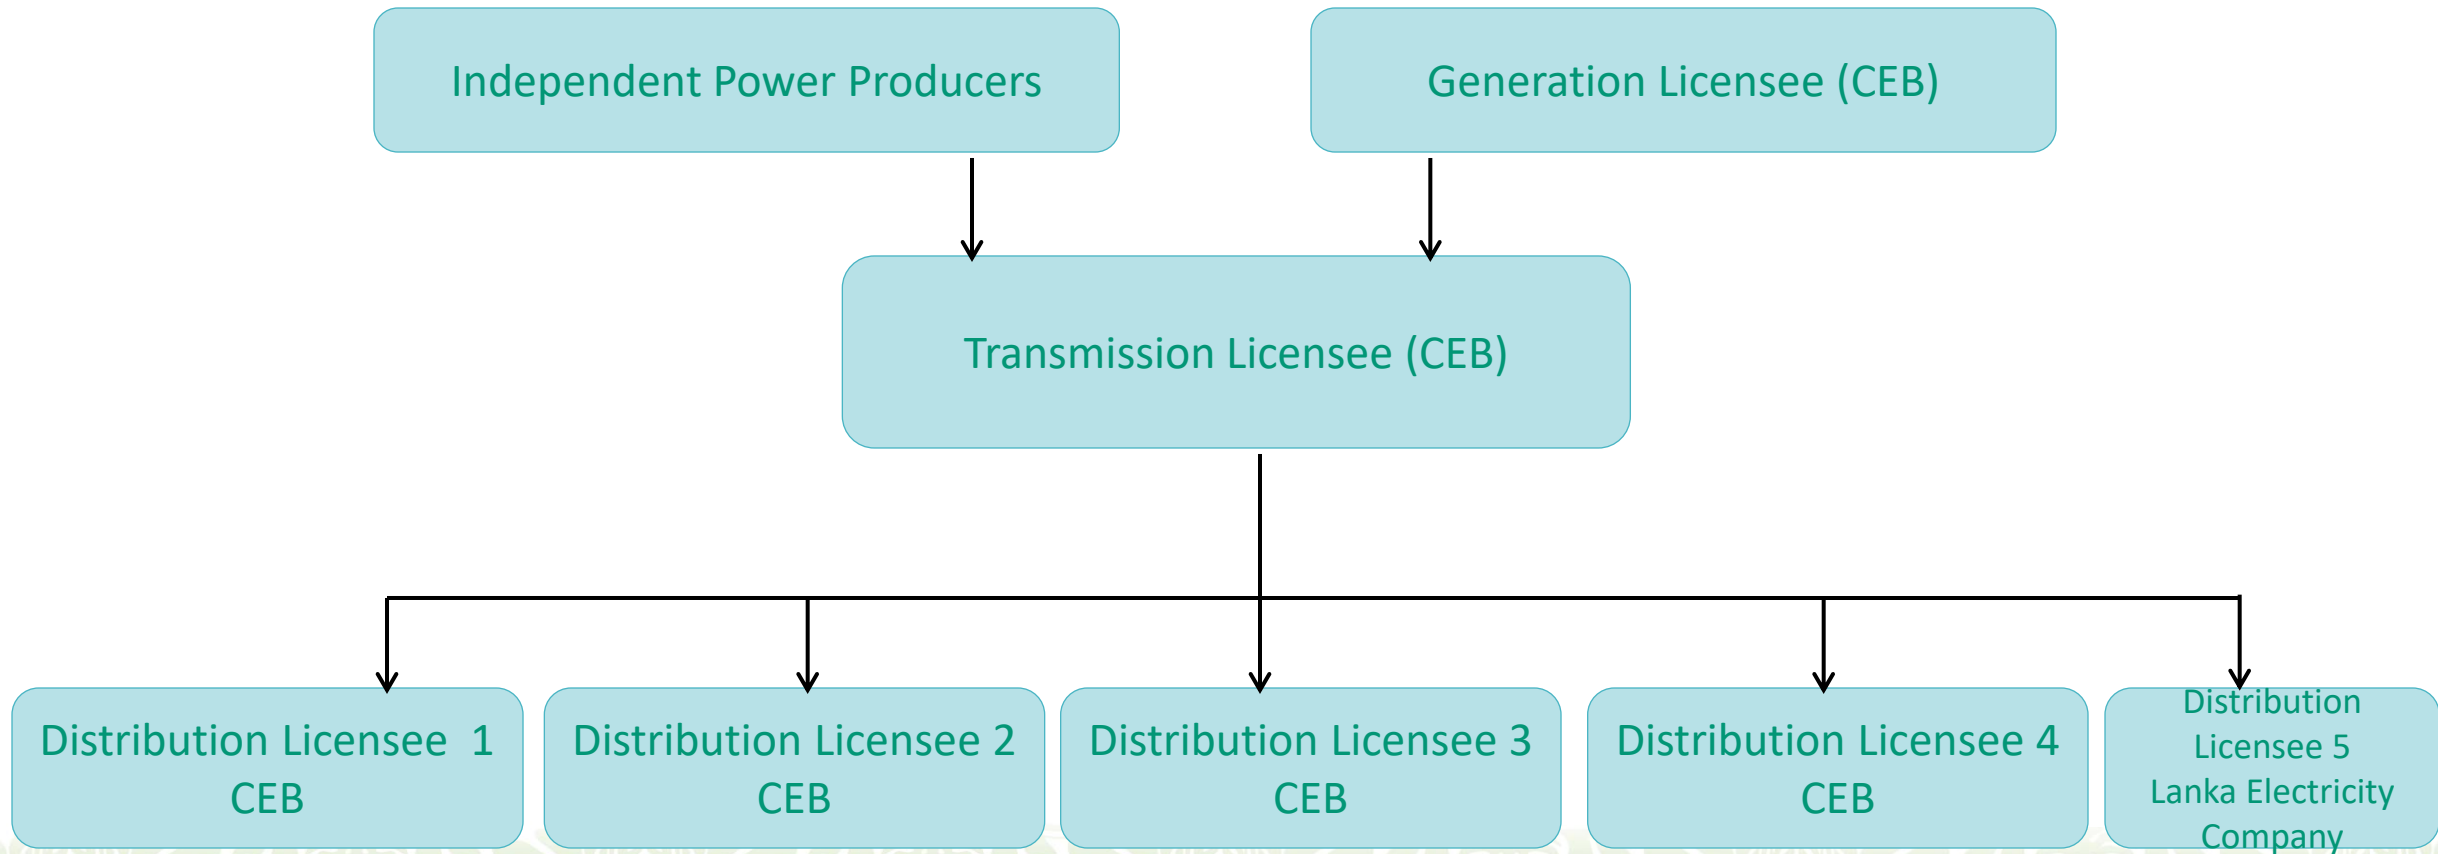 Independent Power Producers
Generation Licensee (CEB)
Transmission Licensee (CEB)
Distribution Licensee  1
CEB
Distribution Licensee 2
CEB
Distribution Licensee 3
CEB
Distribution Licensee 4
CEB
Distribution
Licensee 5
Lanka Electricity
Company